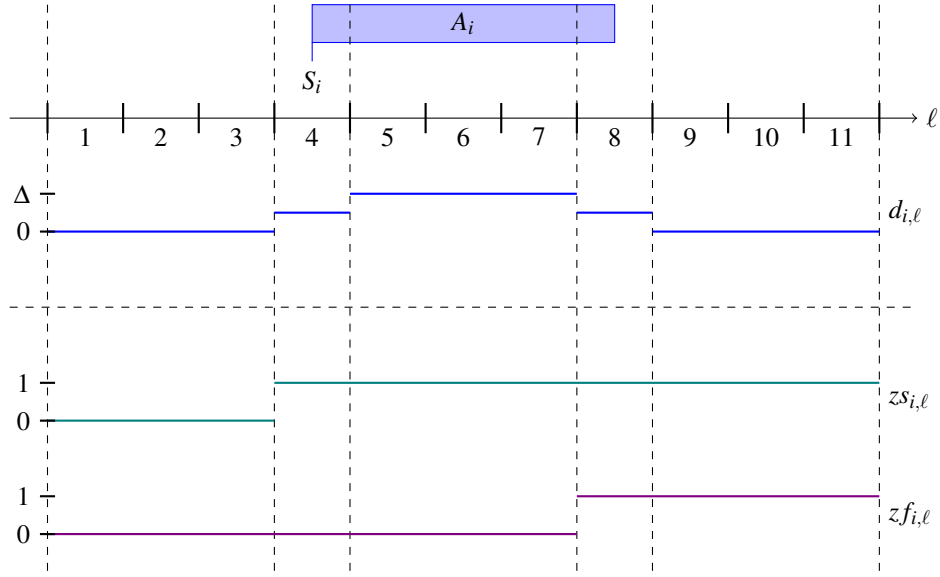 A_i
S_i
1 2 3 4 5 6 7 8 9 10 11 ℓ
Δ
0
d_{i,ℓ}
1
0
zs_{i,ℓ}
1
0
zf_{i,ℓ}